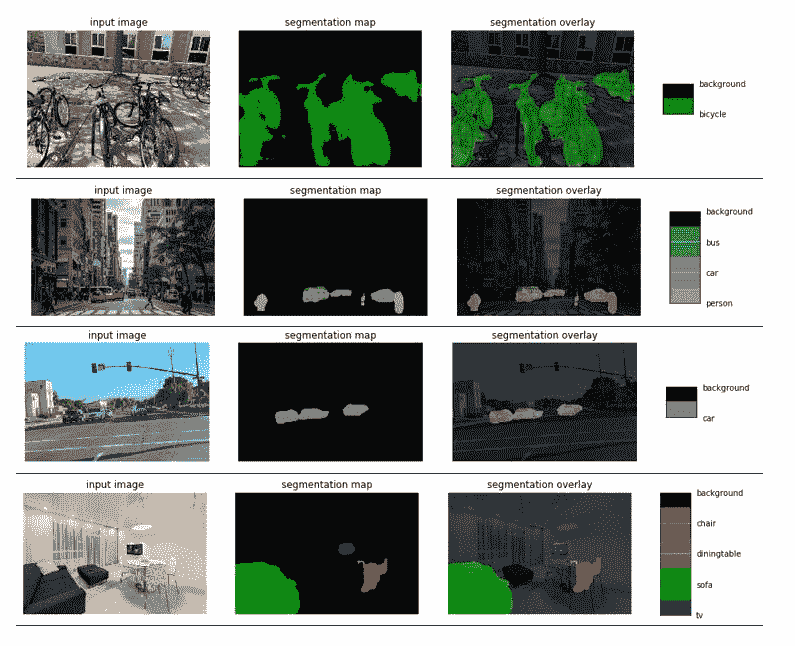 input image segmentation map segmentation overlay
background
bicycle
input image segmentation map segmentation overlay
background
bus
car
person
input image segmentation map segmentation overlay
background
car
input image segmentation map segmentation overlay
background
chair
diningtable
sofa
tv